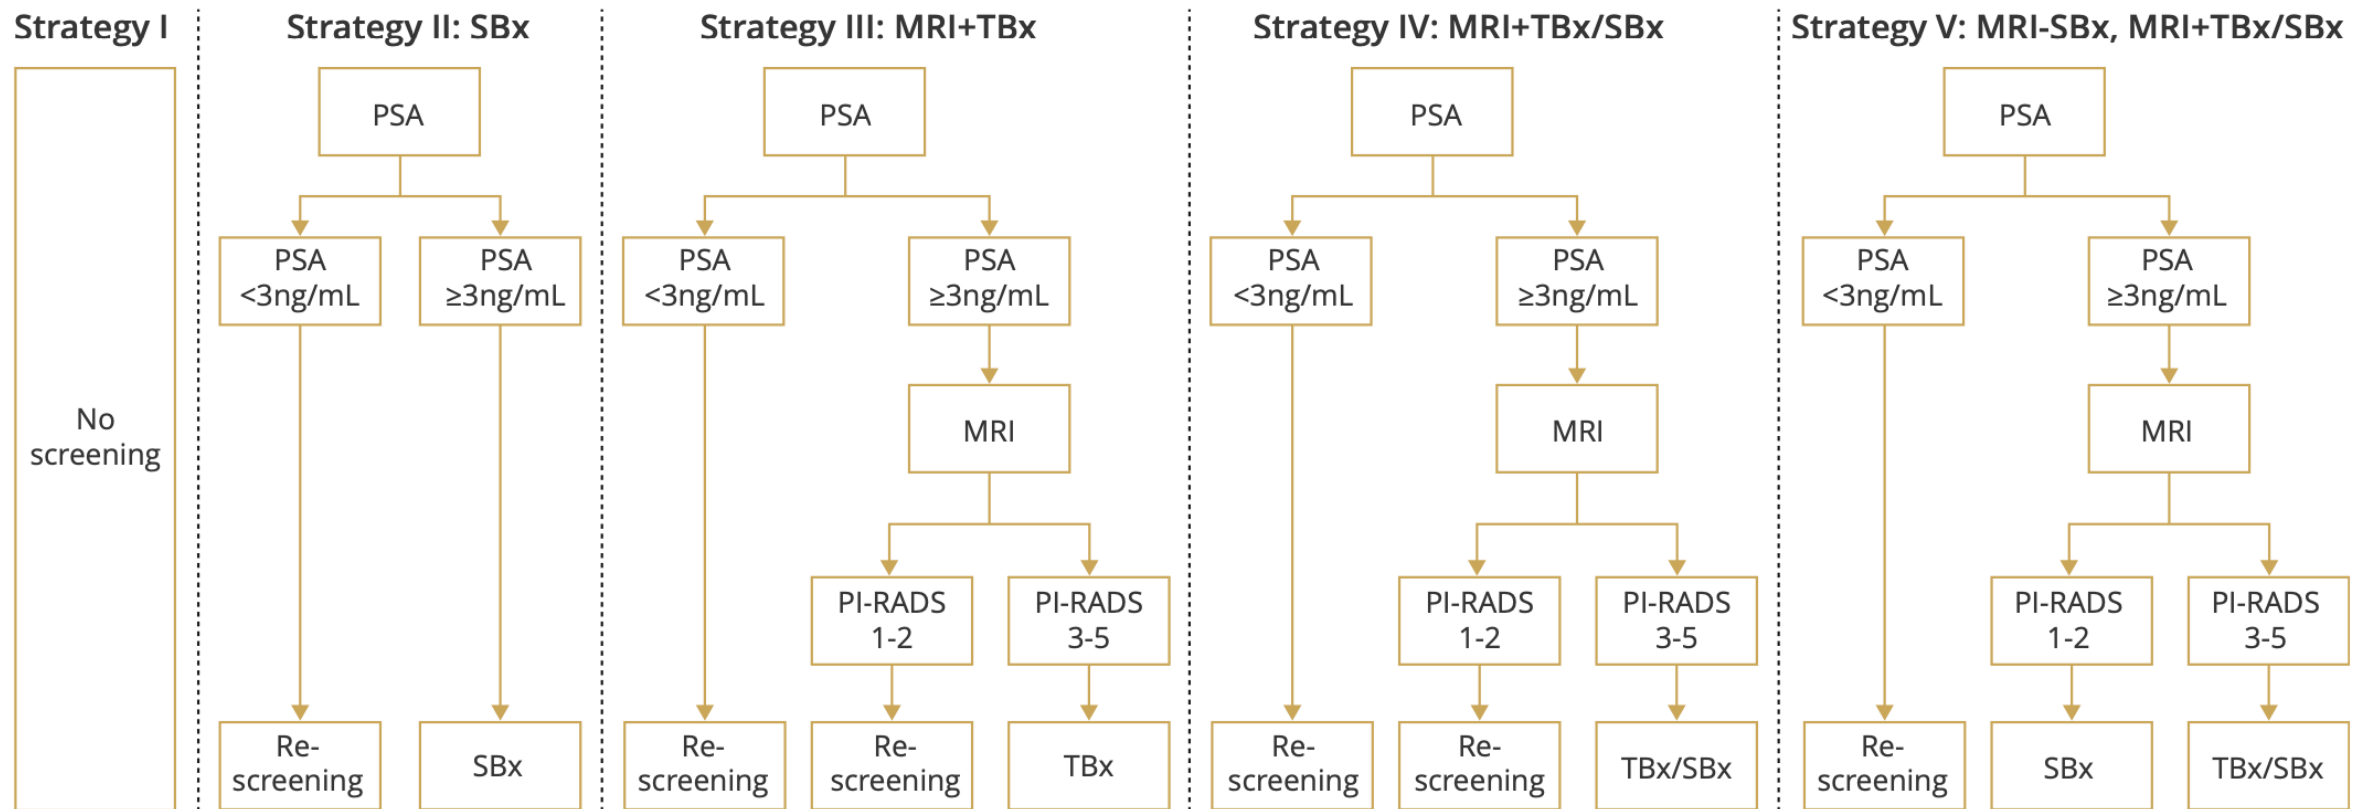 Strategy I
No
screening
Strategy II: SBx
PSA
PSA
<3ng/mL
PSA
≥3ng/mL
Re-
screening
SBx
Strategy III: MRI+TBx
PSA
PSA
<3ng/mL
PSA
≥3ng/mL
MRI
PI-RADS
1-2
PI-RADS
3-5
Re-
screening
Re-
screening
TBx
Strategy IV: MRI+TBx/SBx
PSA
PSA
<3ng/mL
PSA
≥3ng/mL
MRI
PI-RADS
1-2
PI-RADS
3-5
Re-
screening
Re-
screening
TBx/SBx
Strategy V: MRI-SBx, MRI+TBx/SBx
PSA
PSA
<3ng/mL
PSA
≥3ng/mL
MRI
PI-RADS
1-2
PI-RADS
3-5
Re-
screening
SBx
TBx/SBx